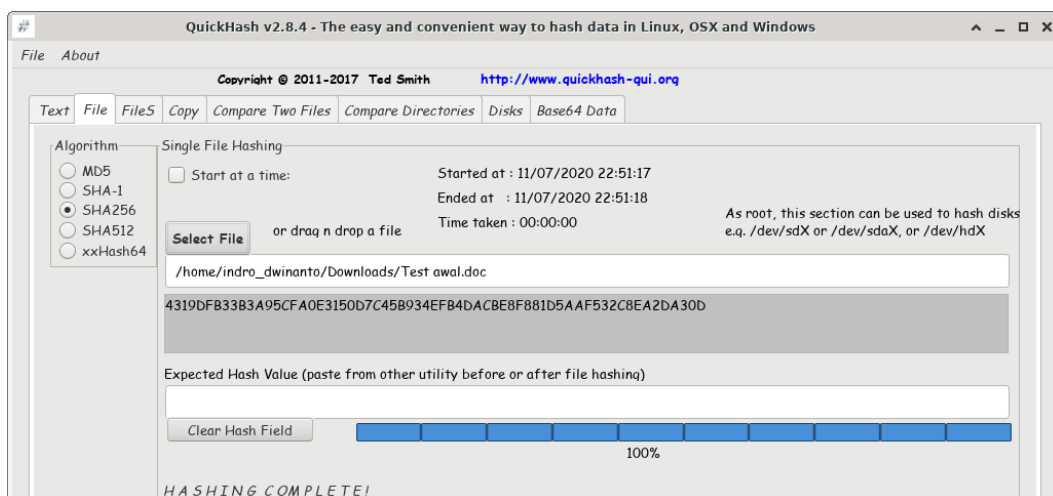 QuickHash v2.8.4 - The easy and convenient way to hash data in Linux, OSX and Windows
File About
Copyright © 2011-2017 Ted Smith http://www.quickhash-gui.org
Text File FileS Copy Compare Two Files Compare Directories Disks Base64 Data
Algorithm
MD5
SHA-1
SHA256
SHA512
xxHash64
Single File Hashing
Start at a time:
Started at : 11/07/2020 22:51:17
Ended at : 11/07/2020 22:51:18
Time taken : 00:00:00
Select File
or drag n drop a file
As root, this section can be used to hash disks
e.g. /dev/sdX or /dev/sdaX, or /dev/hdX
/home/indro_dwinanto/Downloads/Test awal.doc
4319DFB33B3A95CFA0E3150D7C45B934EFB4DACBE8F881D5AAF532C8EA2DA30D
Expected Hash Value (paste from other utility before or after file hashing)
Clear Hash Field
100%
HASHING COMPLETE!